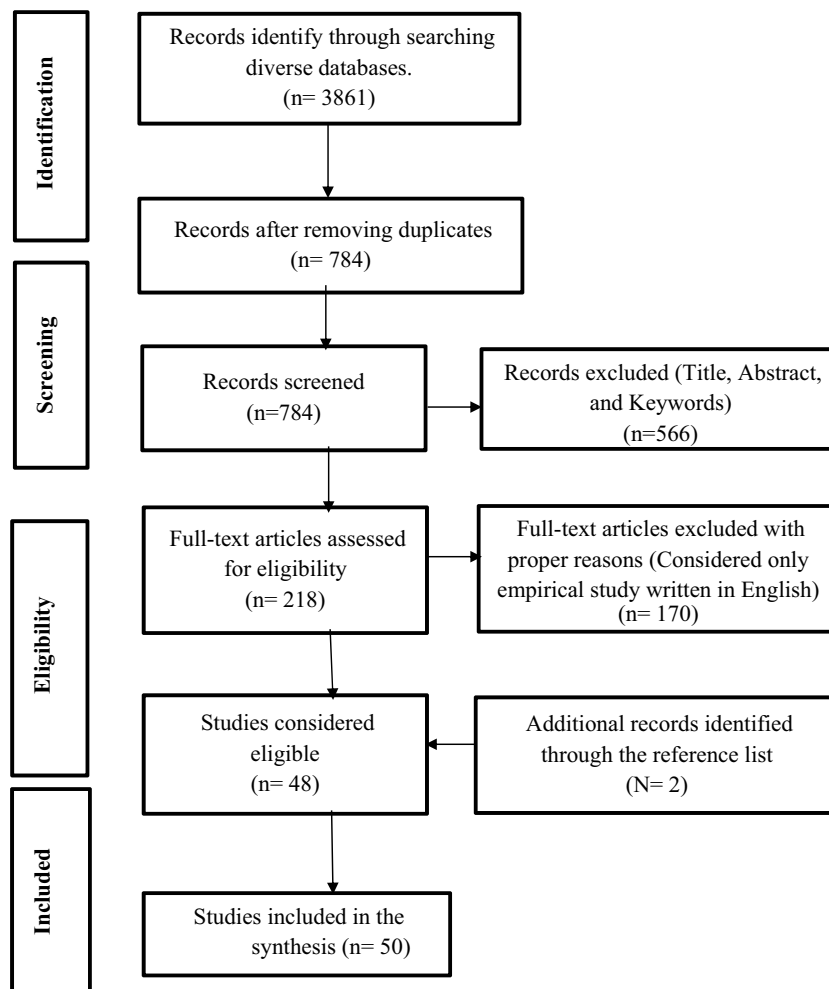 Identification
Records identify through searching
diverse databases.
(n= 3861)
Records after removing duplicates
(n= 784)
Screening
Records screened
(n=784)
Records excluded (Title, Abstract,
and Keywords)
(n=566)
Eligibility
Full-text articles assessed
for eligibility
(n= 218)
Full-text articles excluded with
proper reasons (Considered only
empirical study written in English)
(n= 170)
Studies considered
eligible
(n= 48)
Additional records identified
through the reference list
(N= 2)
Included
Studies included in the
synthesis (n= 50)